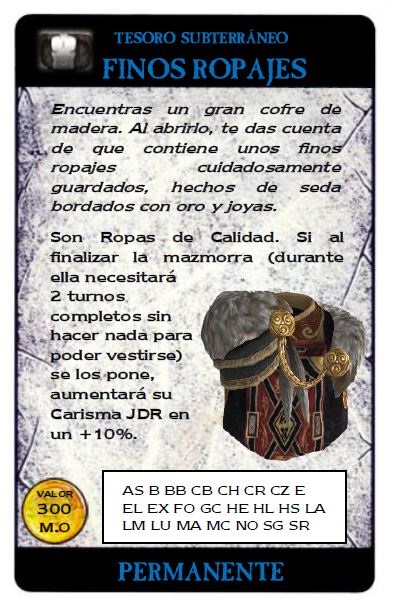 TESORO SUBTERRÁNEO
FINOS ROPAJES
Encuentras un gran cofre de
madera. Al abrirlo, te das cuenta
de que contiene unos finos
ropajes cuidadosamente
guardados, hechos de seda
bordados con oro y joyas.
Son Ropas de Calidad. Si al
finalizar la mazmorra (durante
ella necesitará
2 turnos
completos sin
hacer nada para
poder vestirse)
se los pone,
aumentará su
Carisma JDR en
un +10%.
VALOR
300
M.O
AS B BB CB CH CR CZ E
EL EX FO GC HE HL HS LA
LM LU MA MC NO SG SR
PERMANENTE